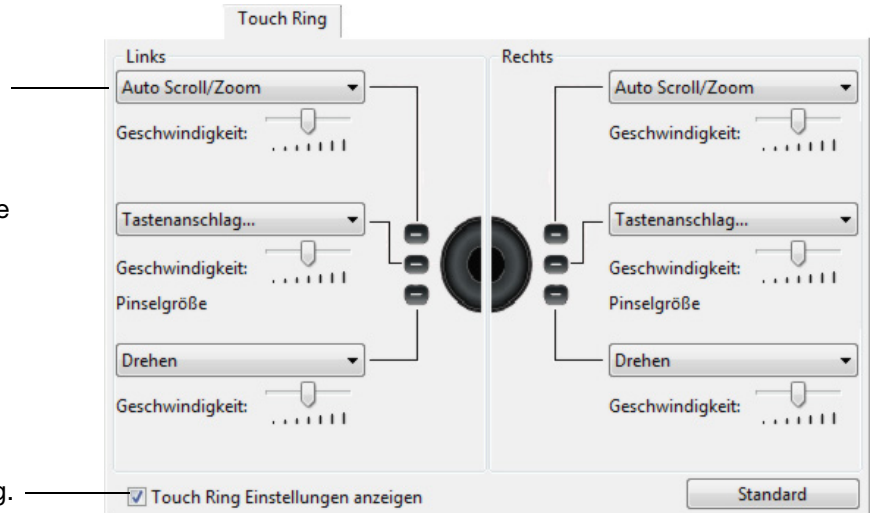 Touch Ring
Links
Auto Scroll/Zoom
Geschwindigkeit:
Tastenanschlag...
Geschwindigkeit:
Pinselgröße
Drehen
Geschwindigkeit:
Rechts
Auto Scroll/Zoom
Geschwindigkeit:
Tastenanschlag...
Geschwindigkeit:
Pinselgröße
Drehen
Geschwindigkeit:
Touch Ring Einstellungen anzeigen
Standard